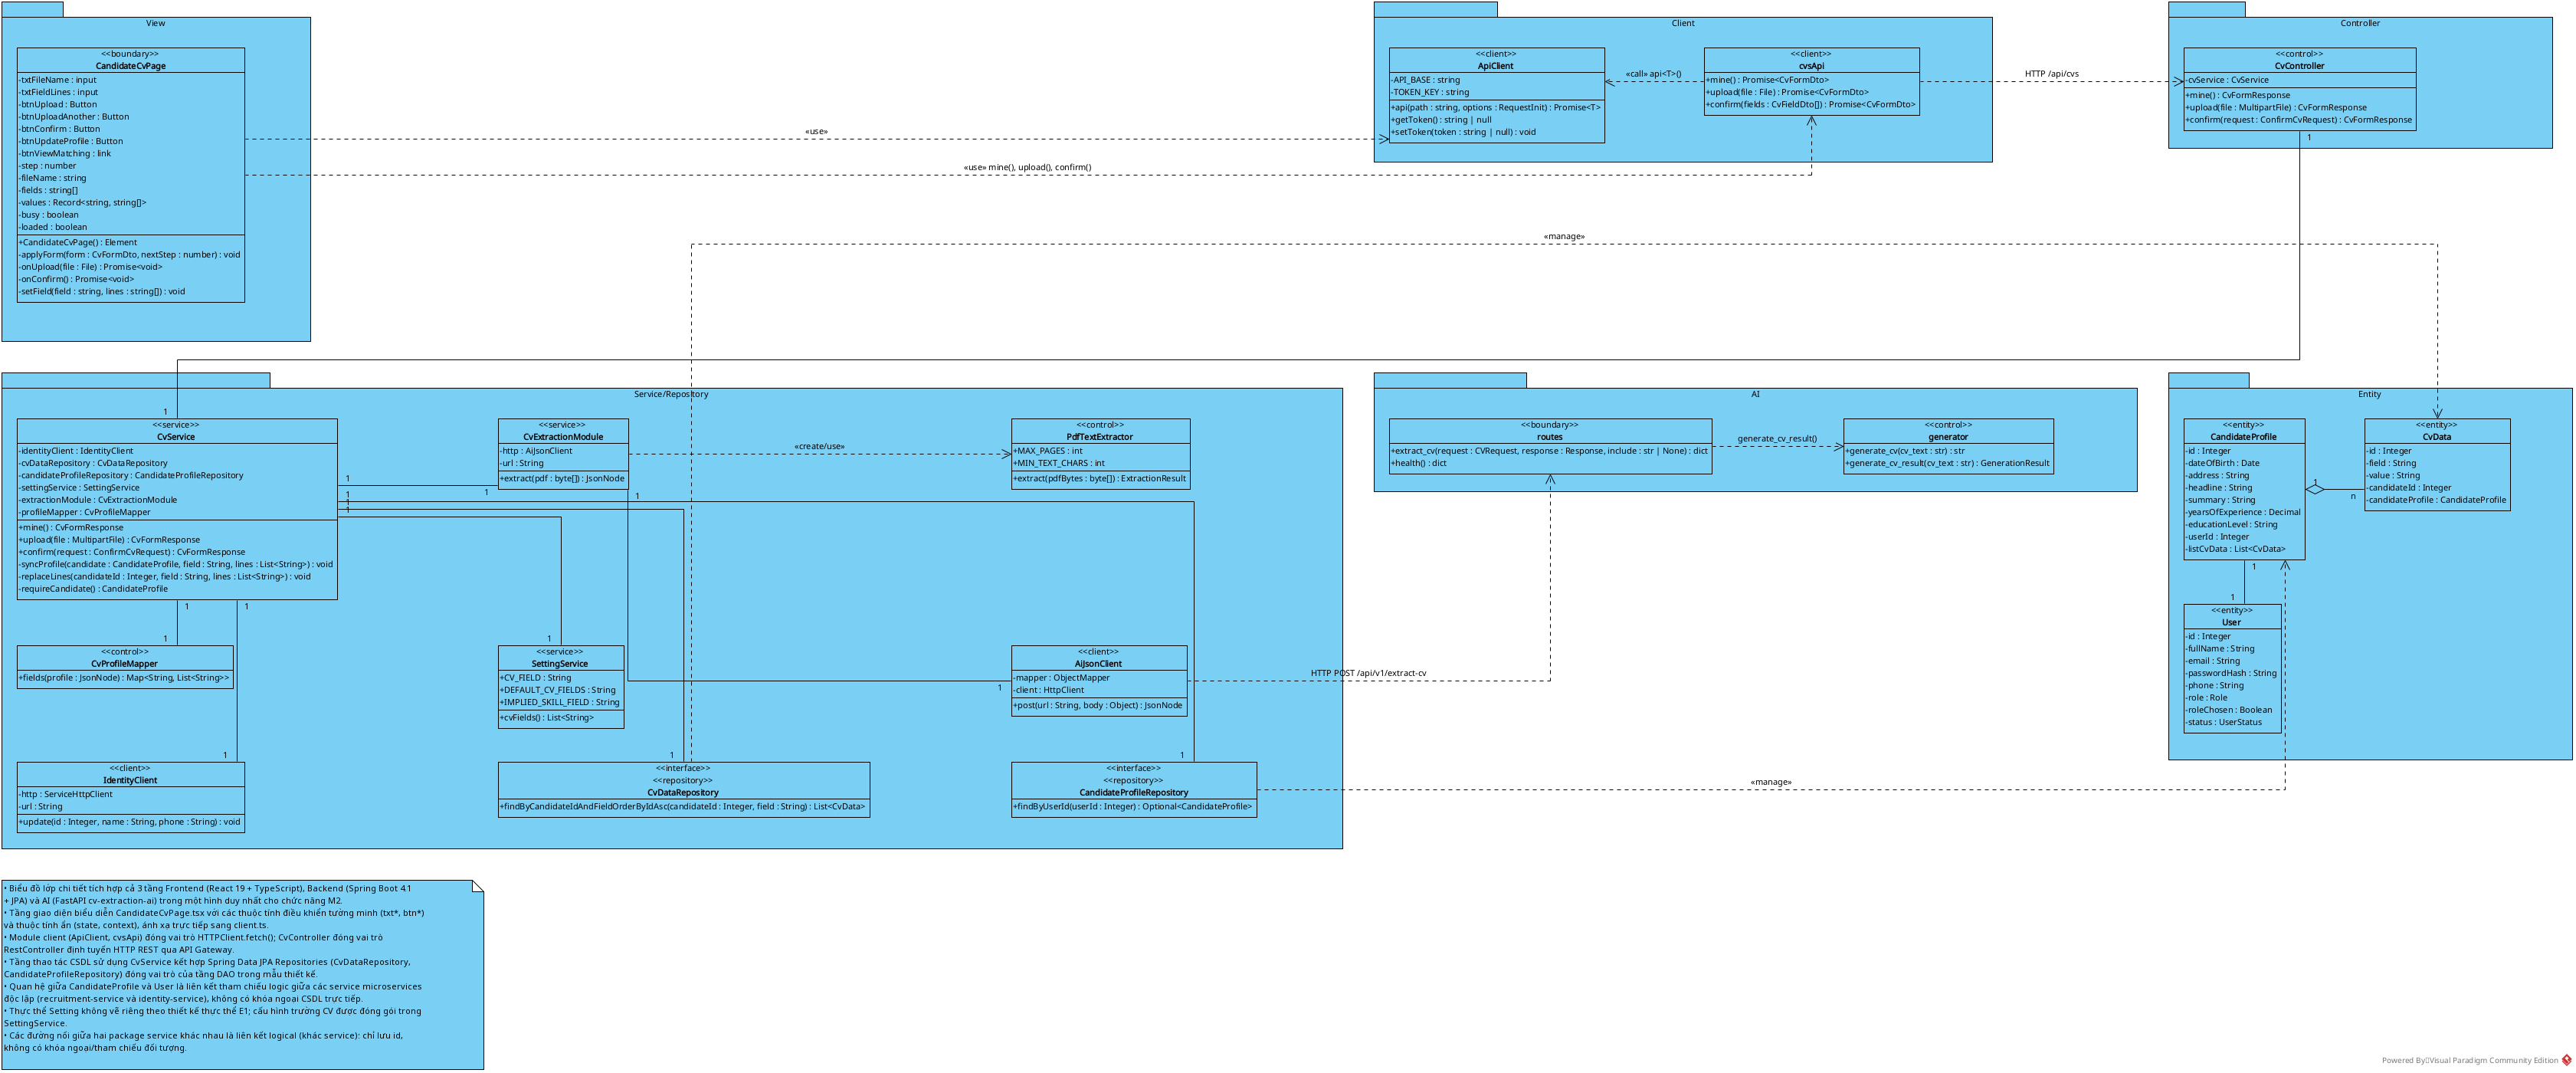 View
<<boundary>>
CandidateCvPage
-txtFileName : input
-txtFieldLines : input
-btnUpload : Button
-btnUploadAnother : Button
-btnConfirm : Button
-btnUpdateProfile : Button
-btnViewMatching : link
-step : number
-fileName : string
-fields : string[]
-values : Record<string, string[]>
-busy : boolean
-loaded : boolean
+CandidateCvPage() : Element
-applyForm(form : CvFormDto, nextStep : number) : void
-onUpload(file : File) : Promise<void>
-onConfirm() : Promise<void>
-setField(field : string, lines : string[]) : void
«use»
«use» mine(), upload(), confirm()
Client
<<client>>
ApiClient
-API_BASE : string
-TOKEN_KEY : string
+api(path : string, options : RequestInit) : Promise<T>
+getToken() : string | null
+setToken(token : string | null) : void
«call» api<T>()
<<client>>
cvsApi
+mine() : Promise<CvFormDto>
+upload(file : File) : Promise<CvFormDto>
+confirm(fields : CvFieldDto[]) : Promise<CvFormDto>
HTTP /api/cvs
Controller
<<control>>
CvController
-cvService : CvService
+mine() : CvFormResponse
+upload(file : MultipartFile) : CvFormResponse
+confirm(request : ConfirmCvRequest) : CvFormResponse
1
«manage»
Service/Repository
1
<<service>>
CvService
-identityClient : IdentityClient
-cvDataRepository : CvDataRepository
-candidateProfileRepository : CandidateProfileRepository
-settingService : SettingService
-extractionModule : CvExtractionModule
-profileMapper : CvProfileMapper
+mine() : CvFormResponse
+upload(file : MultipartFile) : CvFormResponse
+confirm(request : ConfirmCvRequest) : CvFormResponse
-syncProfile(candidate : CandidateProfile, field : String, lines : List<String>) : void
-replaceLines(candidateId : Integer, field : String, lines : List<String>) : void
-requireCandidate() : CandidateProfile
1
1
1
1
1
1
1
1
<<service>>
CvExtractionModule
-http : AiJsonClient
-url : String
+extract(pdf : byte[]) : JsonNode
«create/use»
<<control>>
PdfTextExtractor
+MAX_PAGES : int
+MIN_TEXT_CHARS : int
+extract(pdfBytes : byte[]) : ExtractionResult
1
<<control>>
CvProfileMapper
+fields(profile : JsonNode) : Map<String, List<String>>
1
<<service>>
SettingService
+CV_FIELD : String
+DEFAULT_CV_FIELDS : String
+IMPLIED_SKILL_FIELD : String
+cvFields() : List<String>
<<client>>
AiJsonClient
-mapper : ObjectMapper
-client : HttpClient
+post(url : String, body : Object) : JsonNode
1
HTTP POST /api/v1/extract-cv
1
<<client>>
IdentityClient
-http : ServiceHttpClient
-url : String
+update(id : Integer, name : String, phone : String) : void
1
<<interface>>
<<repository>>
CvDataRepository
+findByCandidateIdAndFieldOrderByIdAsc(candidateId : Integer, field : String) : List<CvData>
1
<<interface>>
<<repository>>
CandidateProfileRepository
+findByUserId(userId : Integer) : Optional<CandidateProfile>
«manage»
AI
<<boundary>>
routes
+extract_cv(request : CVRequest, response : Response, include : str | None) : dict
+health() : dict
generate_cv_result()
<<control>>
generator
+generate_cv(cv_text : str) : str
+generate_cv_result(cv_text : str) : GenerationResult
Entity
<<entity>>
CandidateProfile
-id : Integer
-dateOfBirth : Date
-address : String
-headline : String
-summary : String
-yearsOfExperience : Decimal
-educationLevel : String
-userId : Integer
-listCvData : List<CvData>
1
n
<<entity>>
CvData
-id : Integer
-field : String
-value : String
-candidateId : Integer
-candidateProfile : CandidateProfile
1
1
<<entity>>
User
-id : Integer
-fullName : String
-email : String
-passwordHash : String
-phone : String
-role : Role
-roleChosen : Boolean
-status : UserStatus
• Biểu đồ lớp chi tiết tích hợp cả 3 tầng Frontend (React 19 + TypeScript), Backend (Spring Boot 4.1
+ JPA) và AI (FastAPI cv-extraction-ai) trong một hình duy nhất cho chức năng M2.
• Tầng giao diện biểu diễn CandidateCvPage.tsx với các thuộc tính điều khiển tường minh (txt*, btn*)
và thuộc tính ẩn (state, context), ánh xạ trực tiếp sang client.ts.
• Module client (ApiClient, cvsApi) đóng vai trò HTTPClient.fetch(); CvController đóng vai trò
RestController định tuyến HTTP REST qua API Gateway.
• Tầng thao tác CSDL sử dụng CvService kết hợp Spring Data JPA Repositories (CvDataRepository,
CandidateProfileRepository) đóng vai trò của tầng DAO trong mẫu thiết kế.
• Quan hệ giữa CandidateProfile và User là liên kết tham chiếu logic giữa các service microservices
độc lập (recruitment-service và identity-service), không có khóa ngoại CSDL trực tiếp.
• Thực thể Setting không vẽ riêng theo thiết kế thực thể E1; cấu hình trường CV được đóng gói trong
SettingService.
• Các đường nối giữa hai package service khác nhau là liên kết logical (khác service): chỉ lưu id,
không có khóa ngoại/tham chiếu đối tượng.
Powered By Visual Paradigm Community Edition